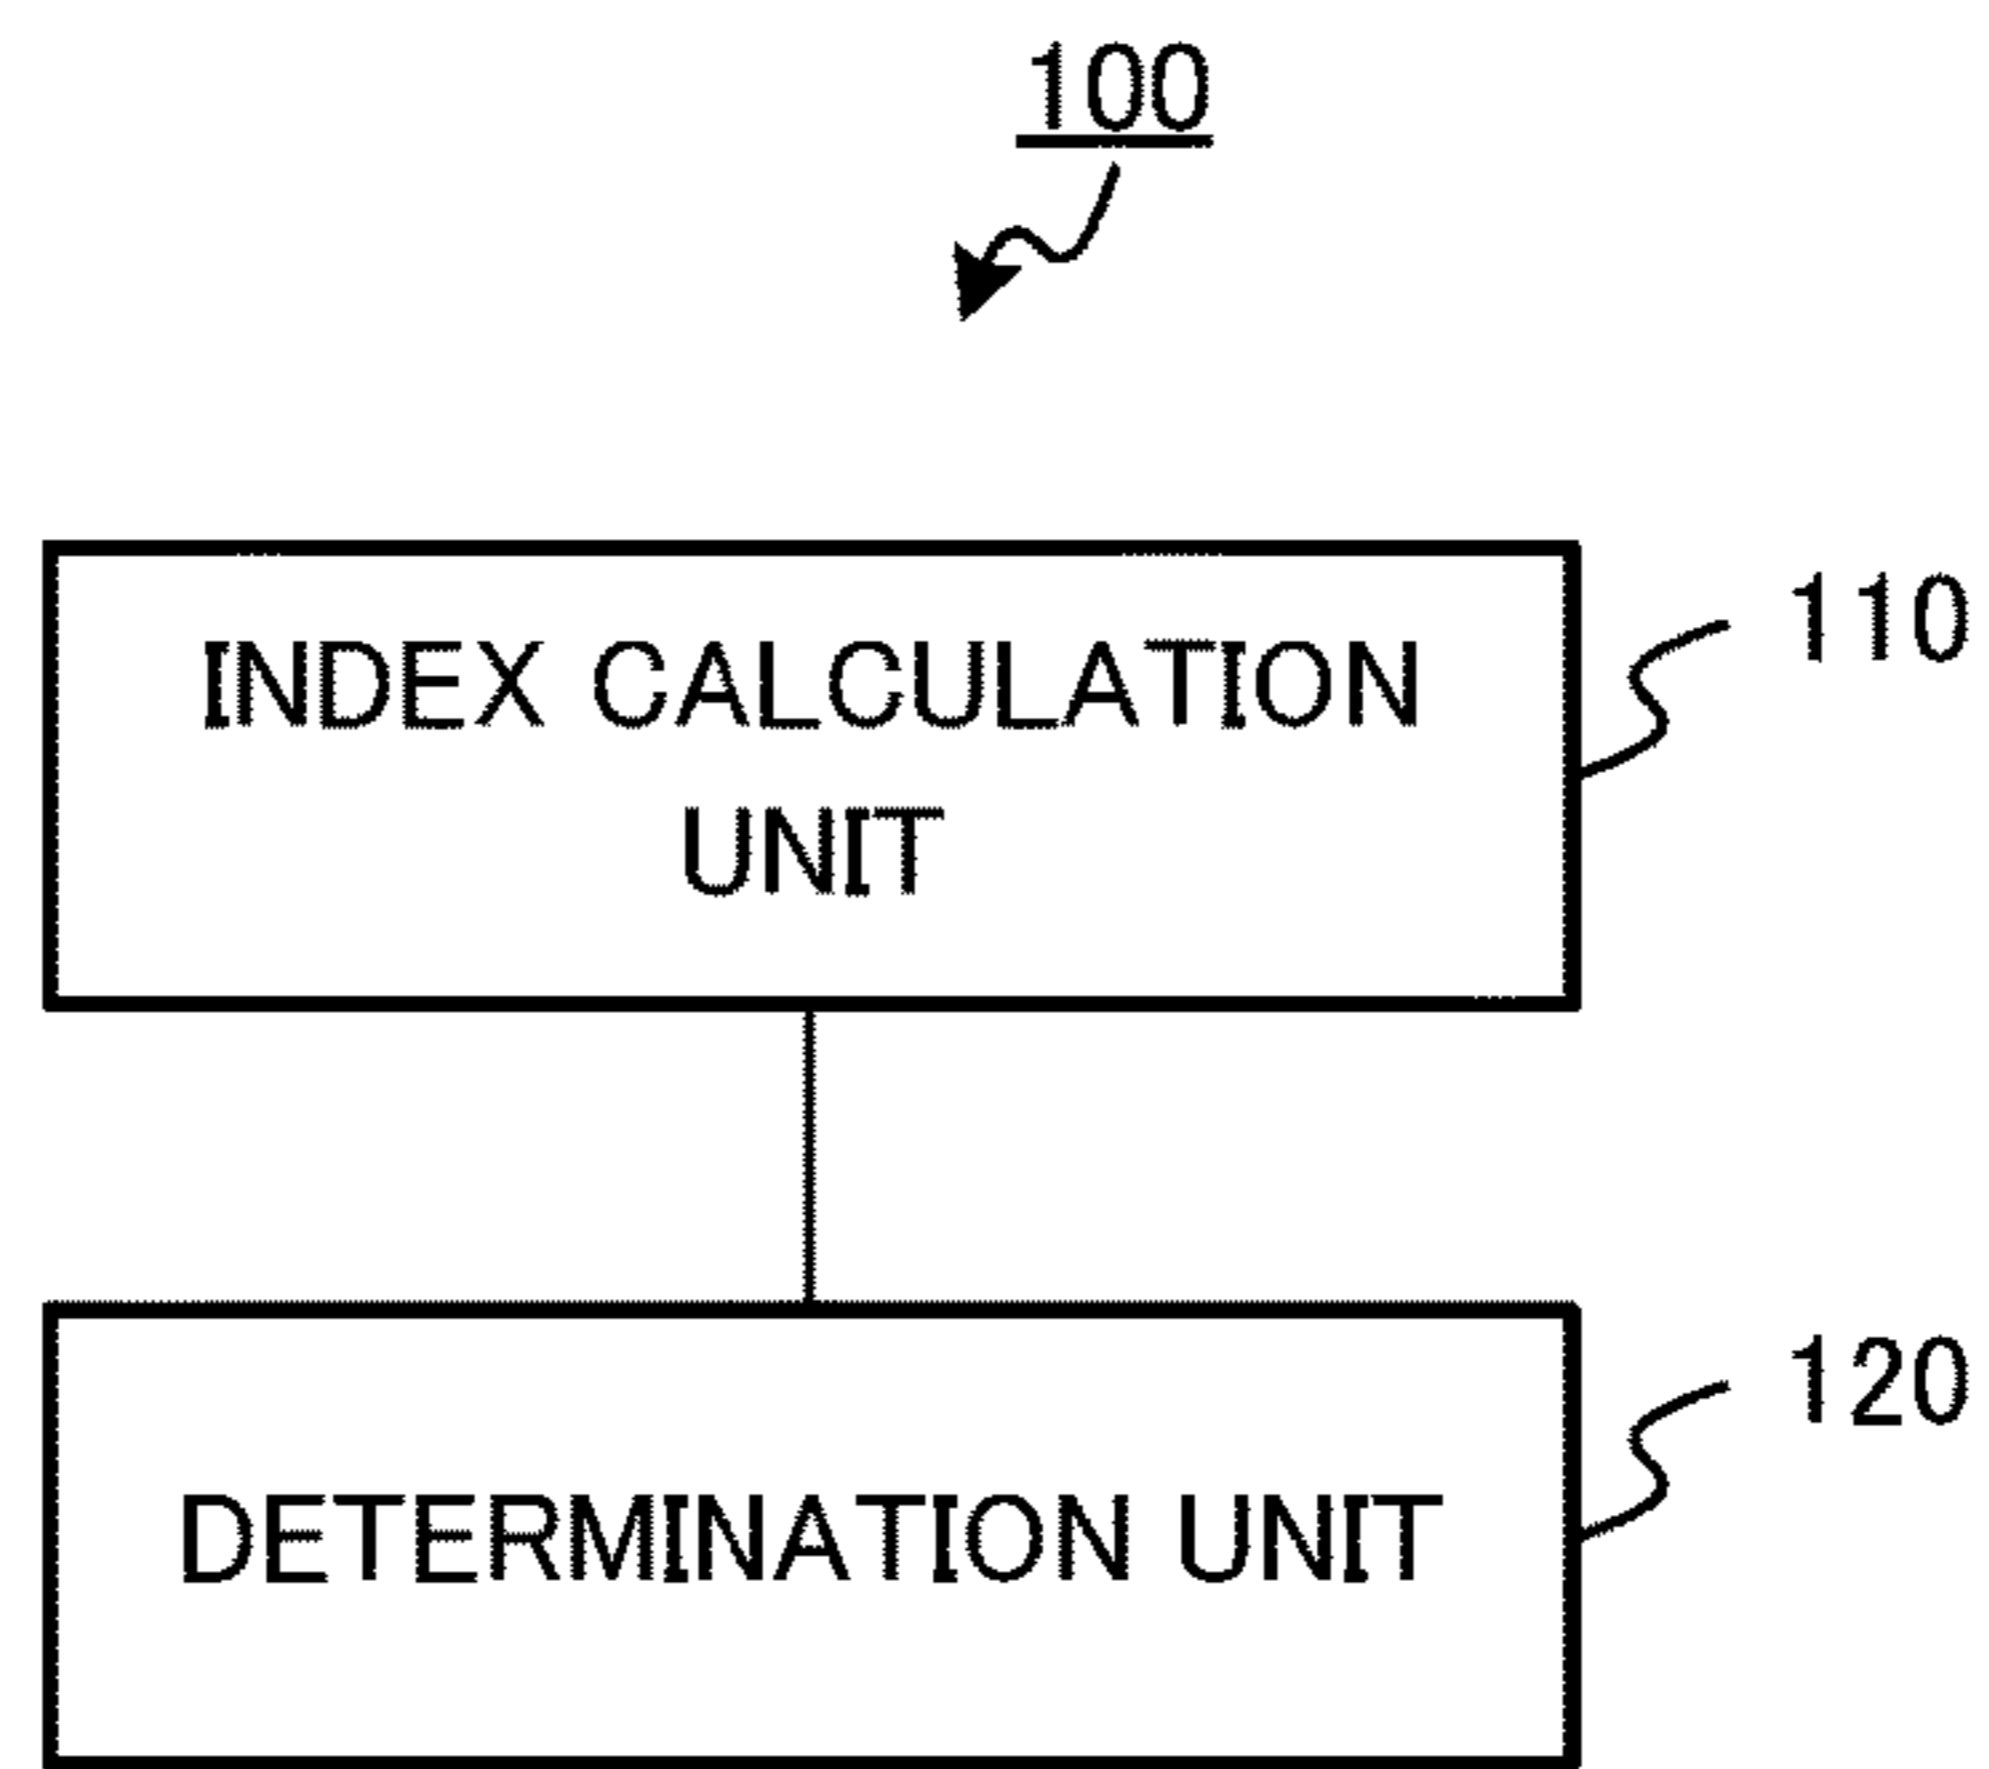 100
INDEX CALCULATION
UNIT
110
DETERMINATION UNIT
120